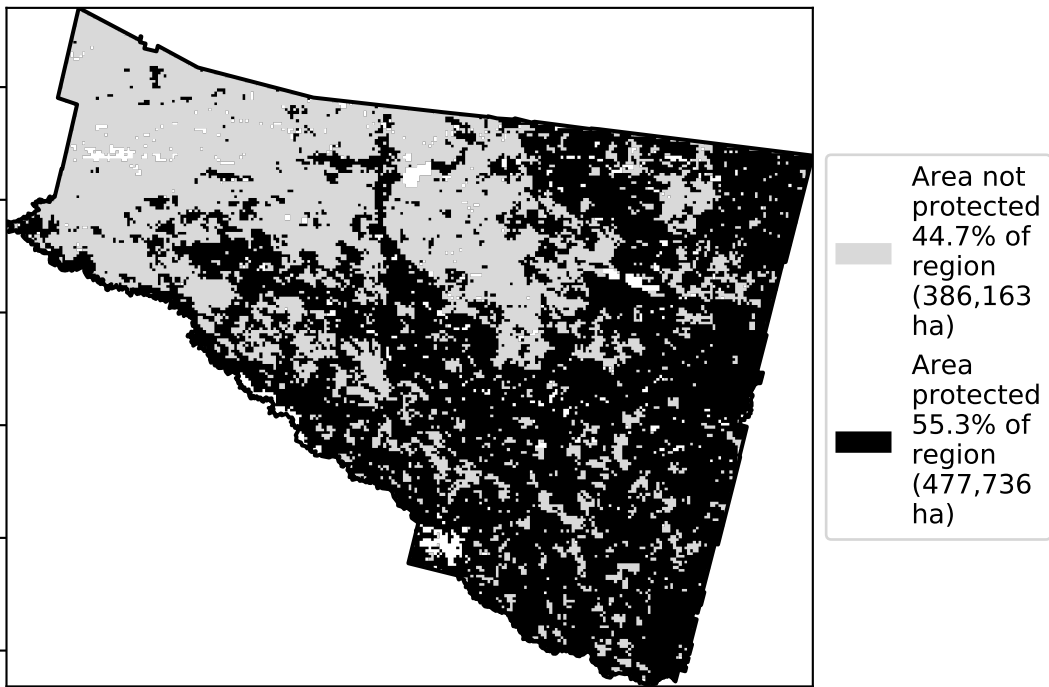 Area not
protected
44.7% of
region
(386,163
ha)
Area
protected
55.3% of
region
(477,736
ha)